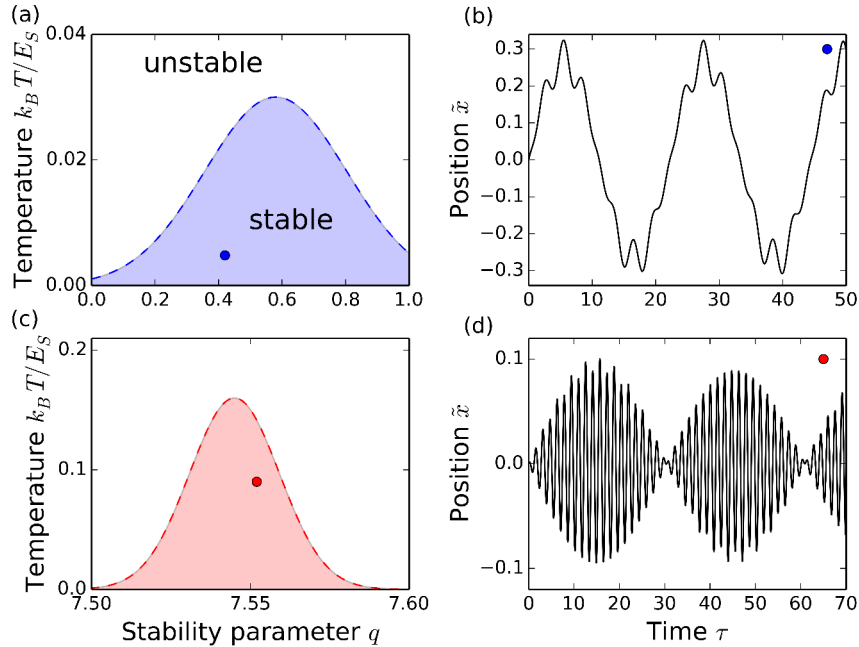 (a)
Temperature k_B T/E_S
0.04
0.02
0.00
unstable
stable
0.0 0.2 0.4 0.6 0.8 1.0
(b)
Position x̃
0.3
0.2
0.1
0.0
−0.1
−0.2
−0.3
0 10 20 30 40 50
(c)
Temperature k_B T/E_S
0.2
0.1
0.0
7.50 7.55 7.60
Stability parameter q
(d)
Position x̃
0.1
0.0
−0.1
0 10 20 30 40 50 60 70
Time τ